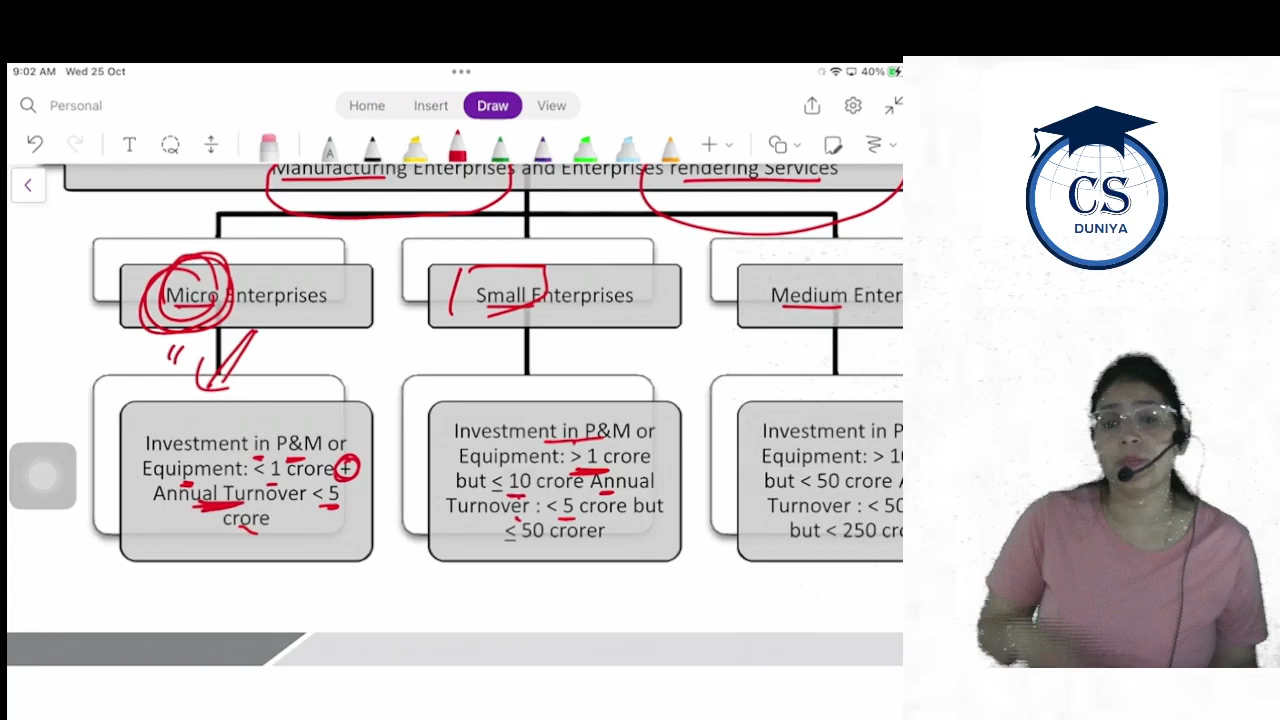 9:02 AM Wed 25 Oct
40%
Personal
Home Insert Draw View
Manufacturing Enterprises and Enterprises rendering Services
CS
DUNIYA
Micro Enterprises
Small Enterprises
Medium Enter
Investment in P&M or
Equipment: < 1 crore +
Annual Turnover < 5
crore
Investment in P&M or
Equipment: > 1 crore
but ≤ 10 crore Annual
Turnover : < 5 crore but
≤ 50 crorer
Investment in P
Equipment: > 10
but < 50 crore A
Turnover : < 50
but < 250 cro